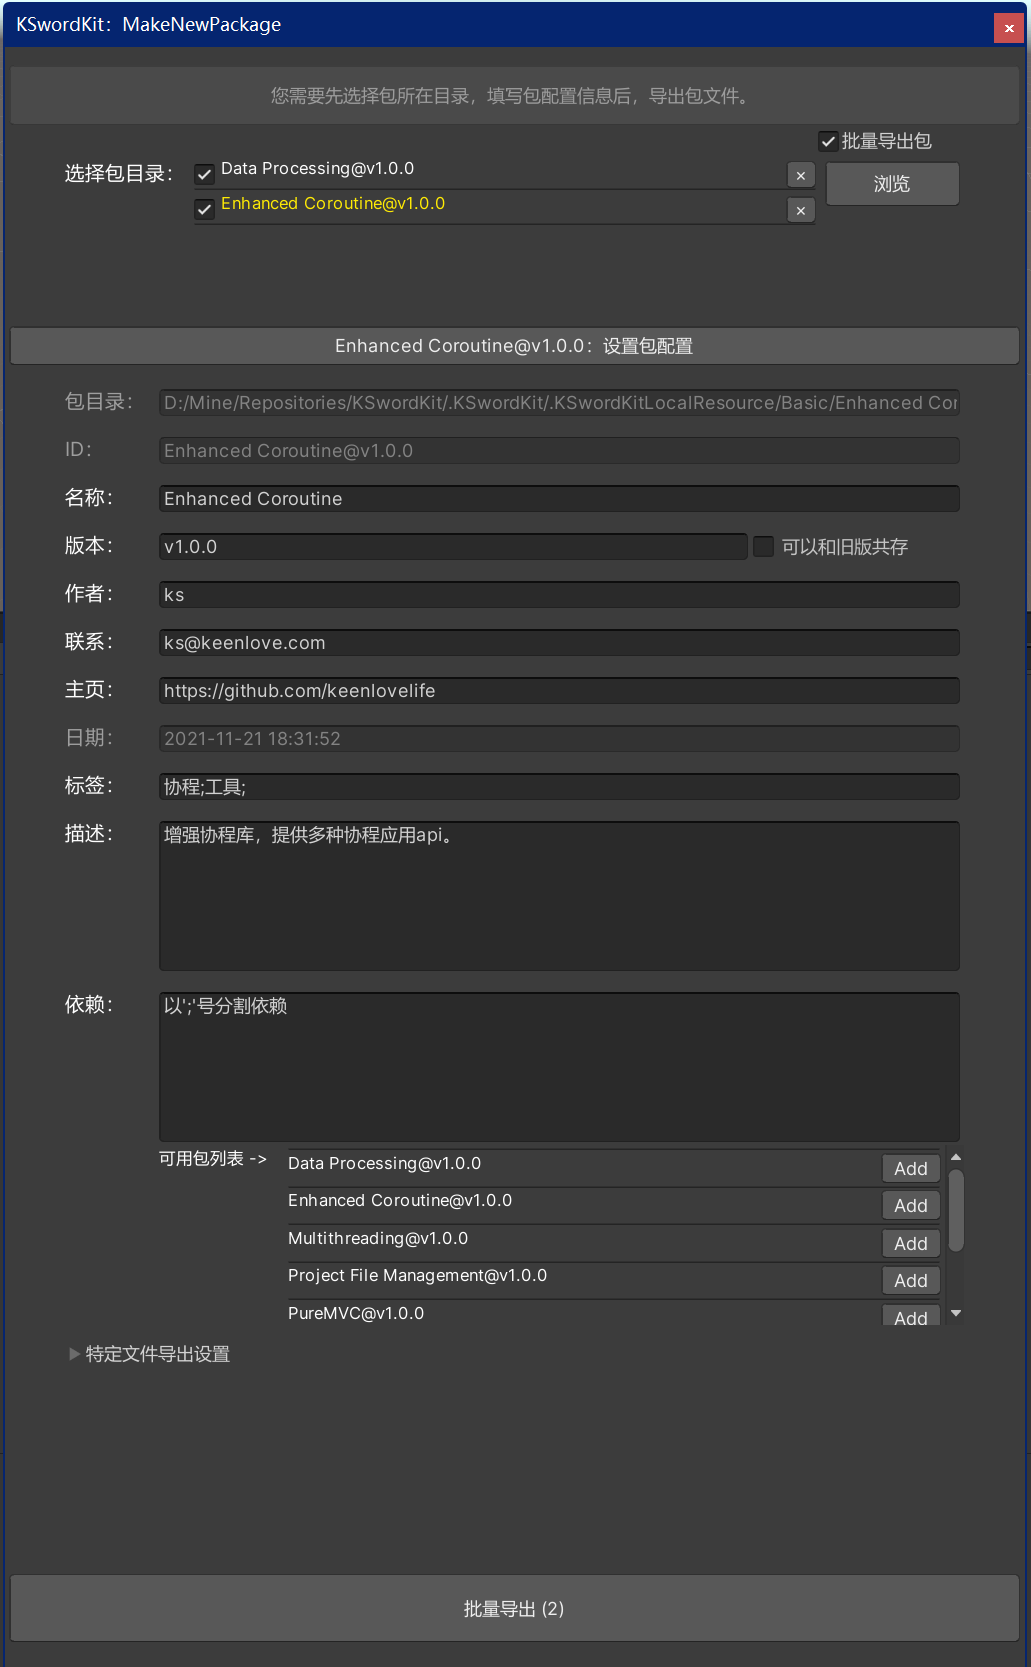 KSwordKit：MakeNewPackage
您需要先选择包所在目录，填写包配置信息后，导出包文件。
批量导出包
选择包目录：
Data Processing@v1.0.0
浏览
Enhanced Coroutine@v1.0.0
Enhanced Coroutine@v1.0.0：设置包配置
包目录：
D:/Mine/Repositories/KSwordKit/.KSwordKit/.KSwordKitLocalResource/Basic/Enhanced Cor
ID：
Enhanced Coroutine@v1.0.0
名称：
Enhanced Coroutine
版本：
v1.0.0
可以和旧版共存
作者：
ks
联系：
ks@keenlove.com
主页：
https://github.com/keenlovelife
日期：
2021-11-21 18:31:52
标签：
协程;工具;
描述：
增强协程库，提供多种协程应用api。
依赖：
以';'号分割依赖
可用包列表 ->
Data Processing@v1.0.0
Add
Enhanced Coroutine@v1.0.0
Add
Multithreading@v1.0.0
Add
Project File Management@v1.0.0
Add
PureMVC@v1.0.0
Add
特定文件导出设置
批量导出 (2)